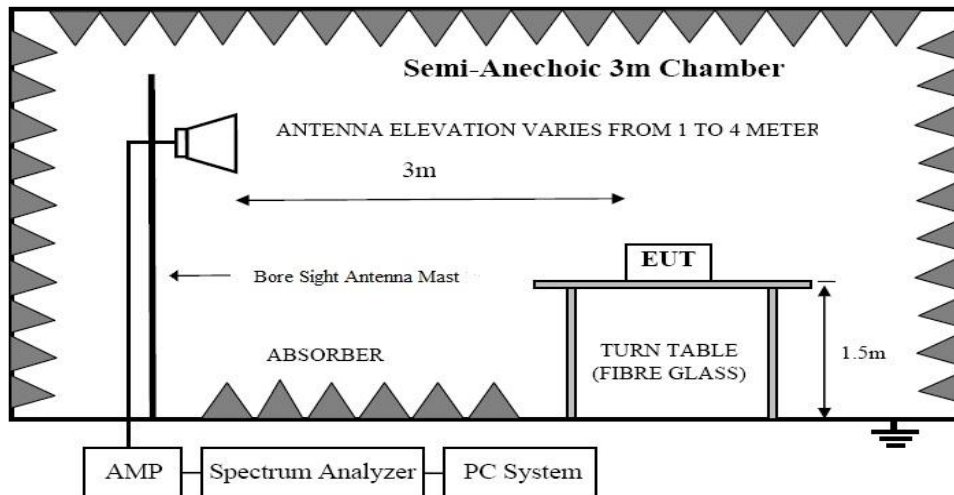 Semi-Anechoic 3m Chamber
ANTENNA ELEVATION VARIES FROM 1 TO 4 METER
3m
EUT
Bore Sight Antenna Mast
ABSORBER
TURN TABLE
(FIBRE GLASS)
1.5m
AMP
Spectrum Analyzer
PC System